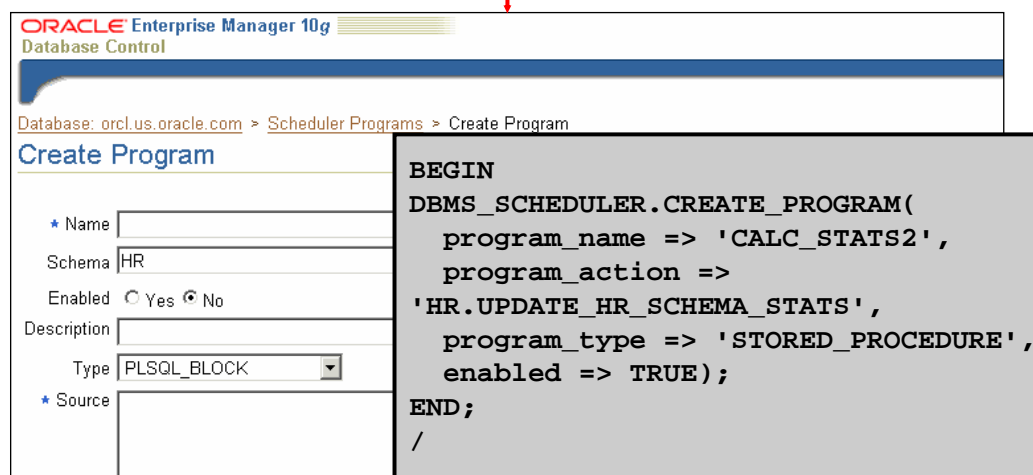 ORACLE Enterprise Manager 10g
Database Control
Database: orcl.us.oracle.com > Scheduler Programs > Create Program
Create Program
* Name
Schema HR
Enabled Yes No
Description
Type PLSQL_BLOCK
* Source
BEGIN
DBMS_SCHEDULER.CREATE_PROGRAM(
program_name => 'CALC_STATS2',
program_action =>
'HR.UPDATE_HR_SCHEMA_STATS',
program_type => 'STORED_PROCEDURE',
enabled => TRUE);
END;
/